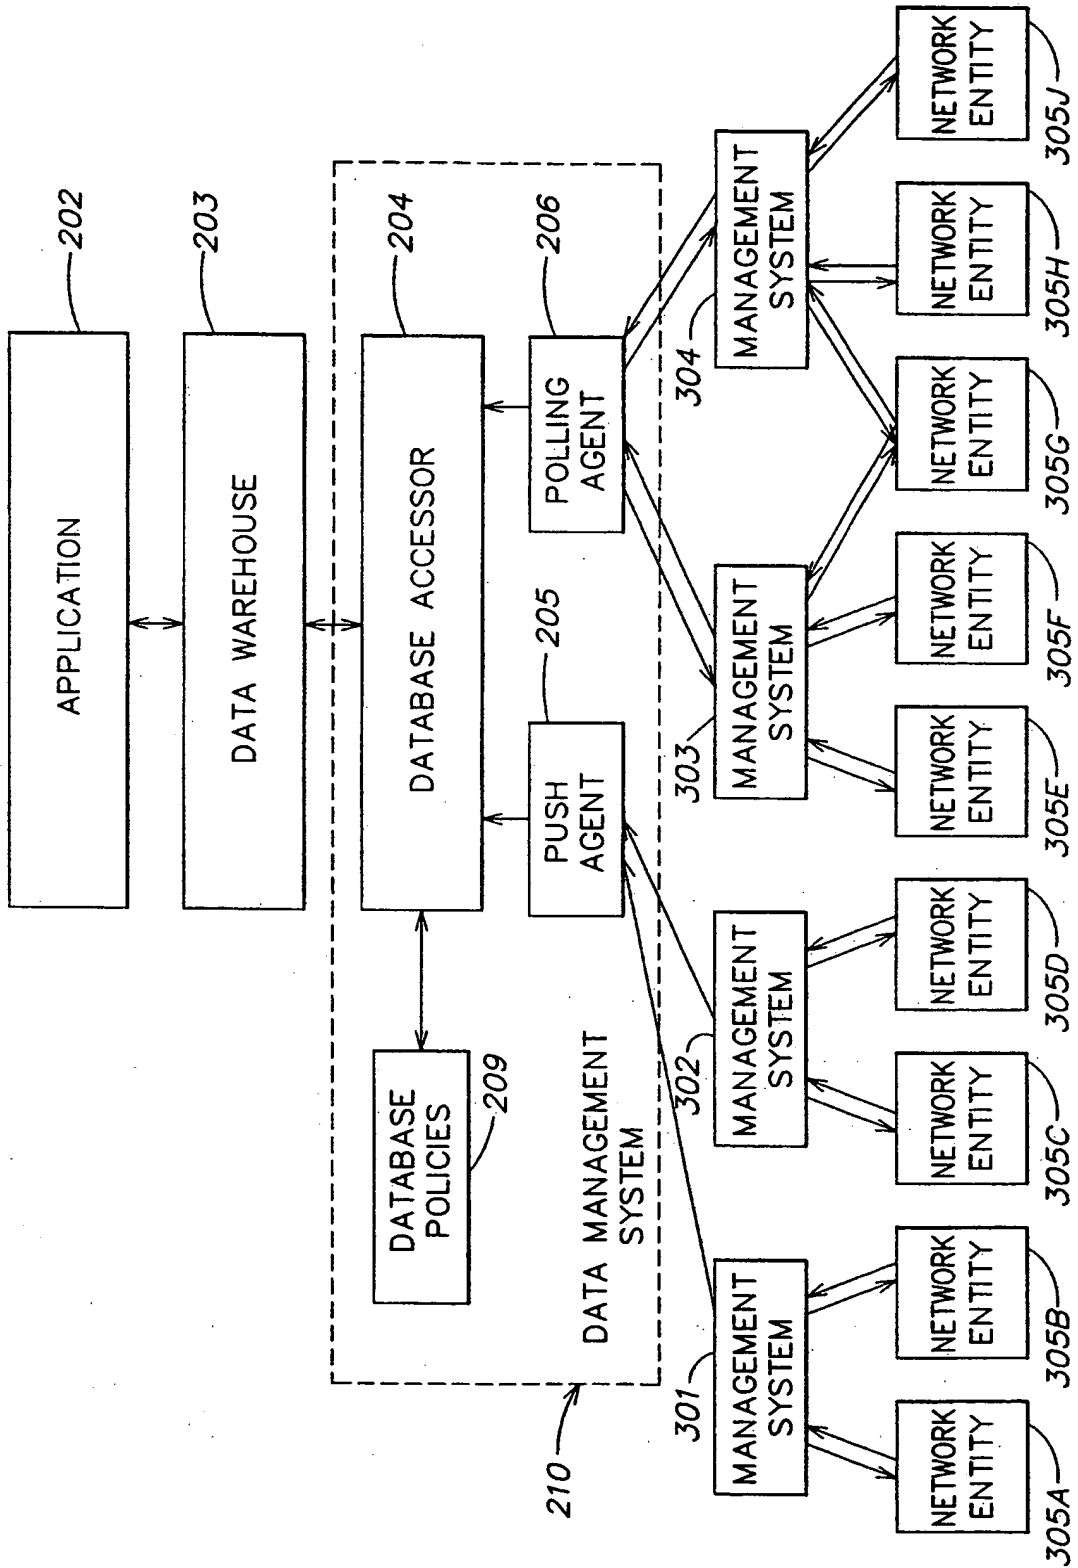 APPLICATION
202
DATA WAREHOUSE
203
DATABASE ACCESSOR
204
DATABASE
POLICIES
209
PUSH
AGENT
205
POLLING
AGENT
206
DATA MANAGEMENT
SYSTEM
210
301
MANAGEMENT
SYSTEM
302
MANAGEMENT
SYSTEM
303
MANAGEMENT
SYSTEM
304
MANAGEMENT
SYSTEM
NETWORK
ENTITY
305A
NETWORK
ENTITY
305B
NETWORK
ENTITY
305C
NETWORK
ENTITY
305D
NETWORK
ENTITY
305E
NETWORK
ENTITY
305F
NETWORK
ENTITY
305G
NETWORK
ENTITY
305H
NETWORK
ENTITY
305J